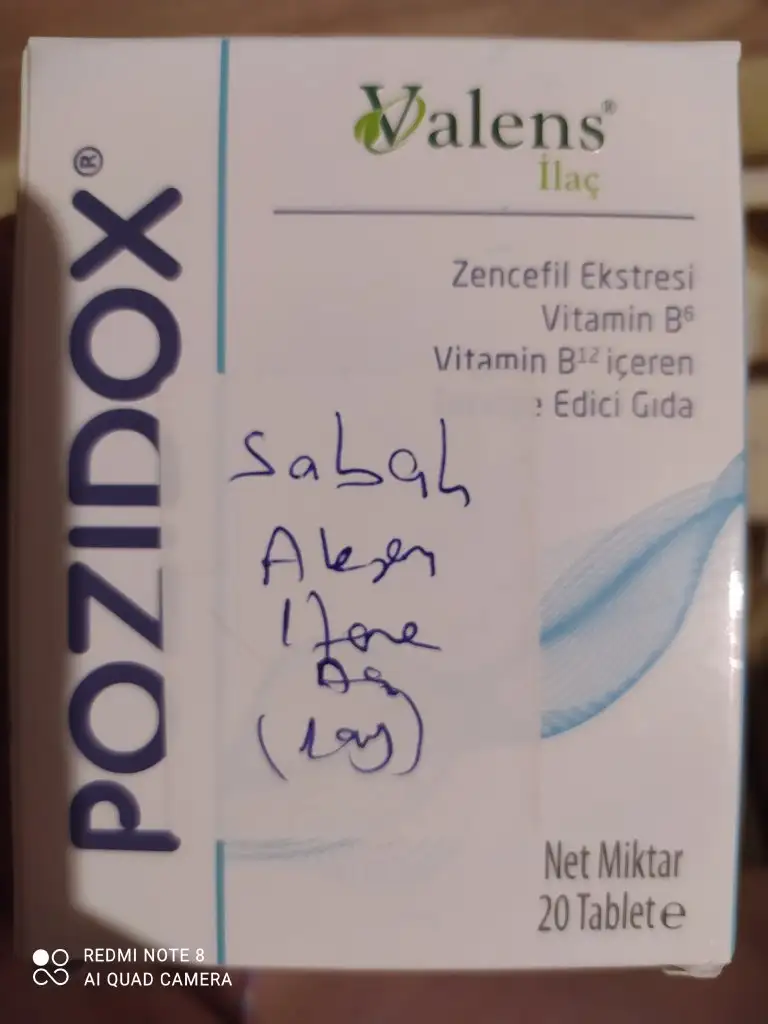 POZIDOX®
Valens®
İlaç
Zencefil Ekstresi
Vitamin B⁶
Vitamin B¹² içeren
Edici Gıda
Sabah
Akşam
1 Tane
Aç
(1 ay)
Net Miktar
20 Tablet ℮
REDMI NOTE 8
AI QUAD CAMERA